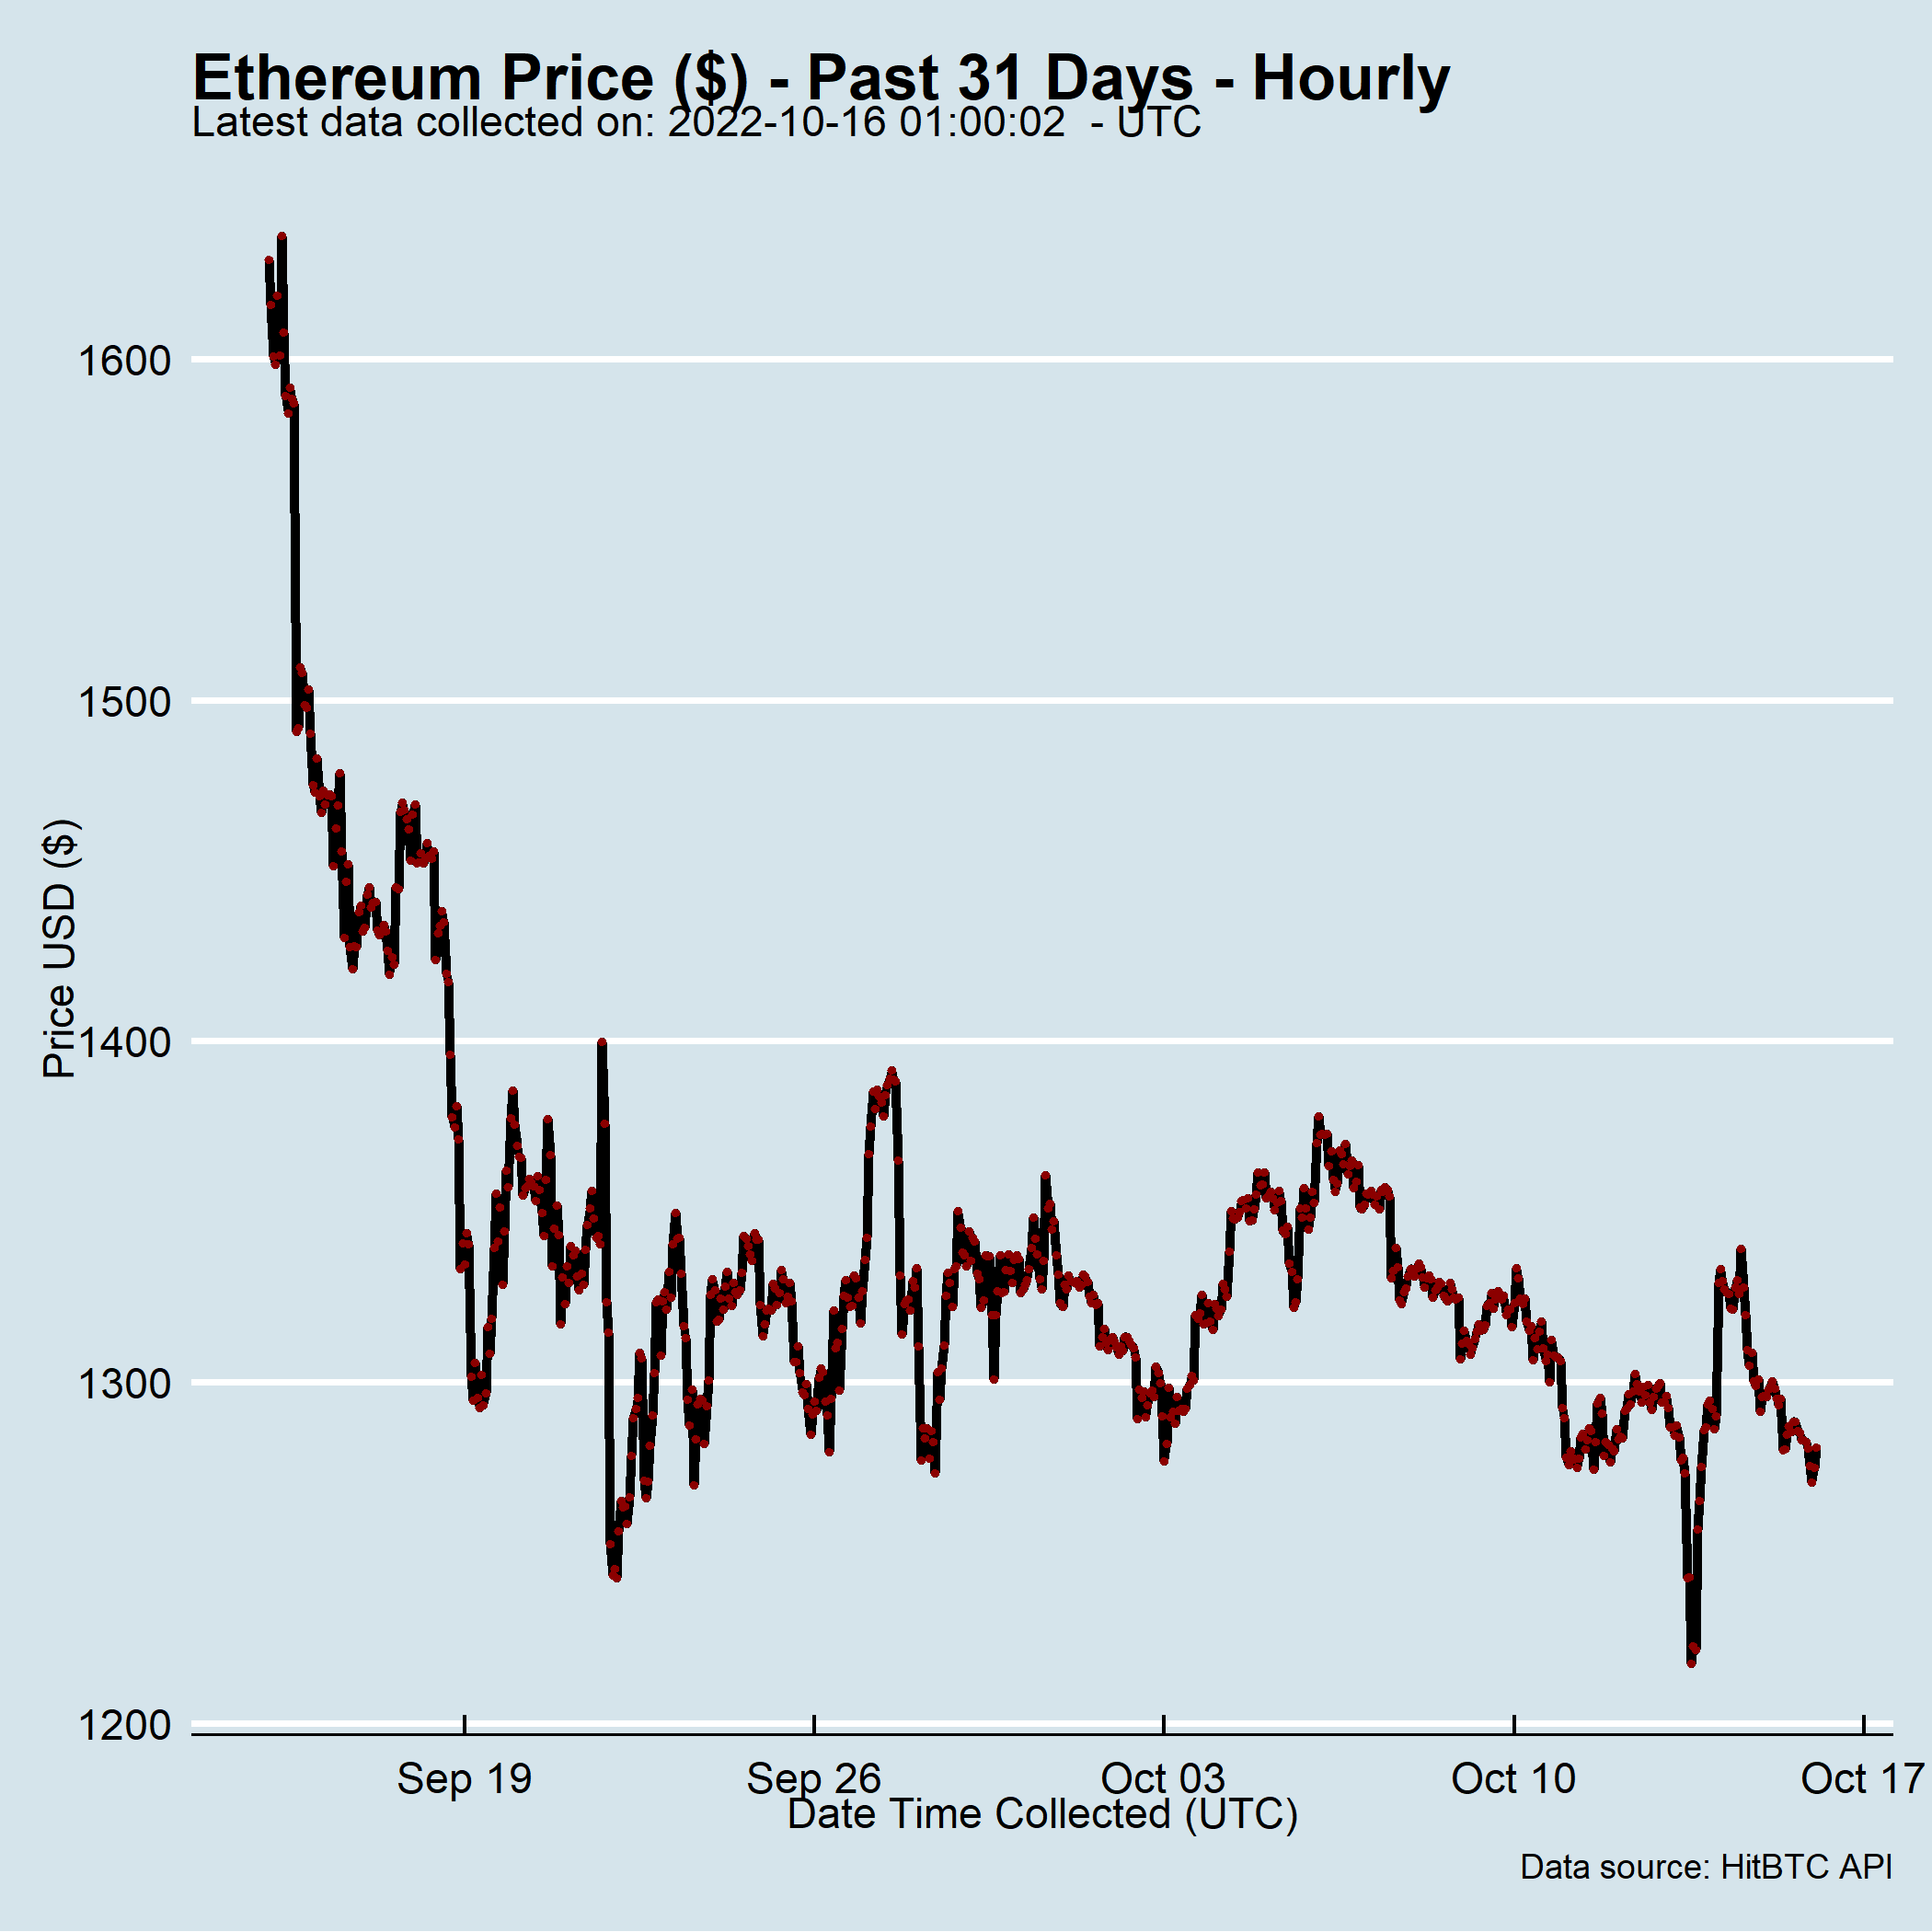 Ethereum Price ($) - Past 31 Days - Hourly
Latest data collected on: 2022-10-16 01:00:02  - UTC
1600
1500
1400
1300
1200
Price USD ($)
Sep 19
Sep 26
Oct 03
Oct 10
Oct 17
Date Time Collected (UTC)
Data source: HitBTC API